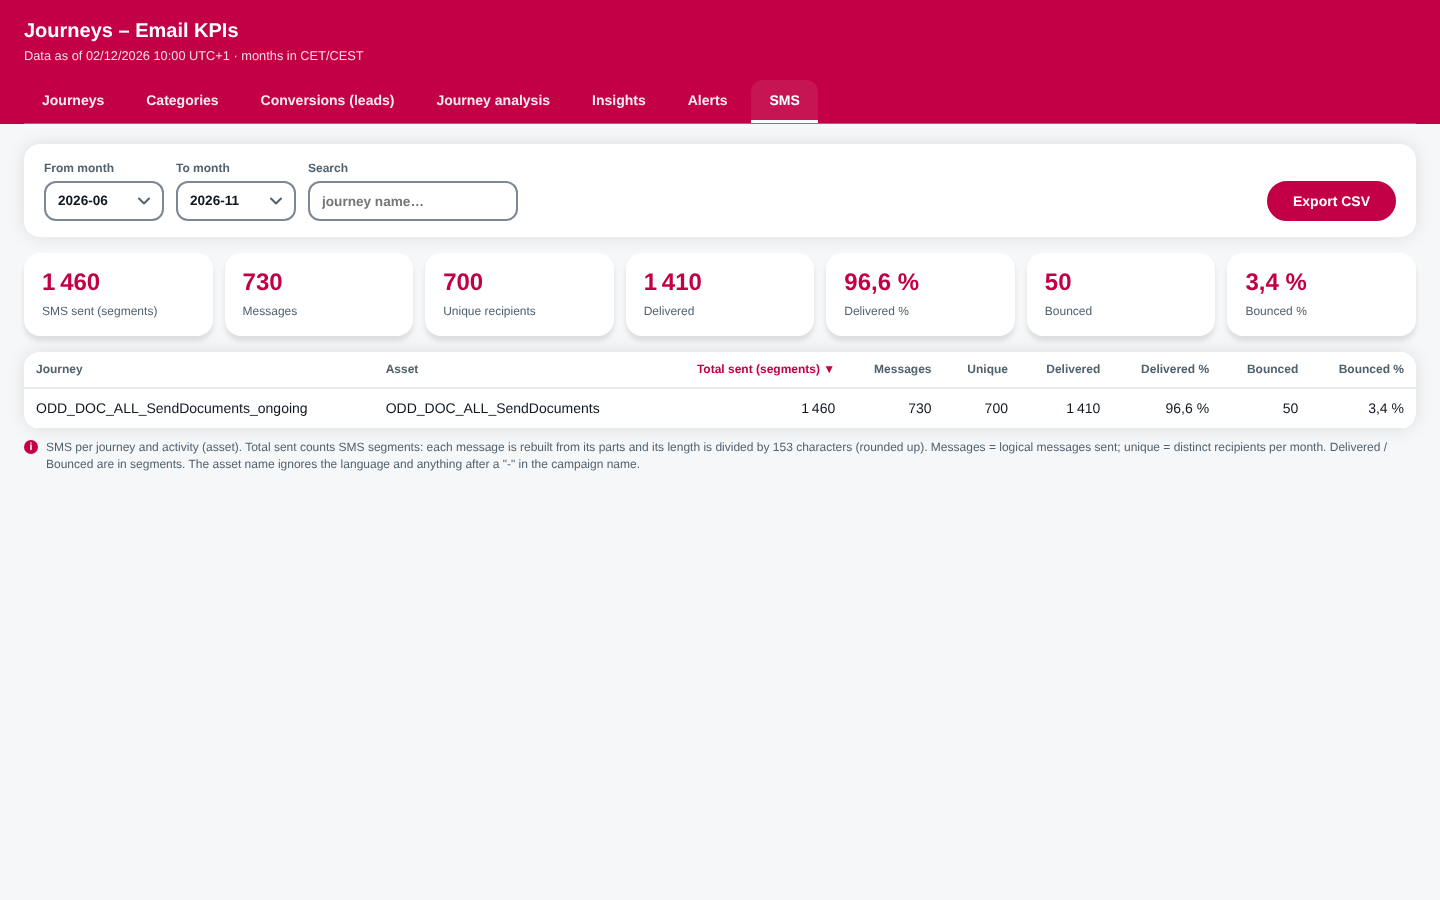 Journeys – Email KPIs
Data as of 02/12/2026 10:00 UTC+1 · months in CET/CEST
Journeys Categories Conversions (leads) Journey analysis Insights Alerts SMS
From month To month Search
2026-06 2026-11 journey name… Export CSV
1 460 730 700 1 410 96,6 % 50 3,4 %
SMS sent (segments) Messages Unique recipients Delivered Delivered % Bounced Bounced %
Journey Asset Total sent (segments) ▼ Messages Unique Delivered Delivered % Bounced Bounced %
ODD_DOC_ALL_SendDocuments_ongoing ODD_DOC_ALL_SendDocuments 1 460 730 700 1 410 96,6 % 50 3,4 %
i SMS per journey and activity (asset). Total sent counts SMS segments: each message is rebuilt from its parts and its length is divided by 153 characters (rounded up). Messages = logical messages sent; unique = distinct recipients per month. Delivered /
Bounced are in segments. The asset name ignores the language and anything after a "-" in the campaign name.